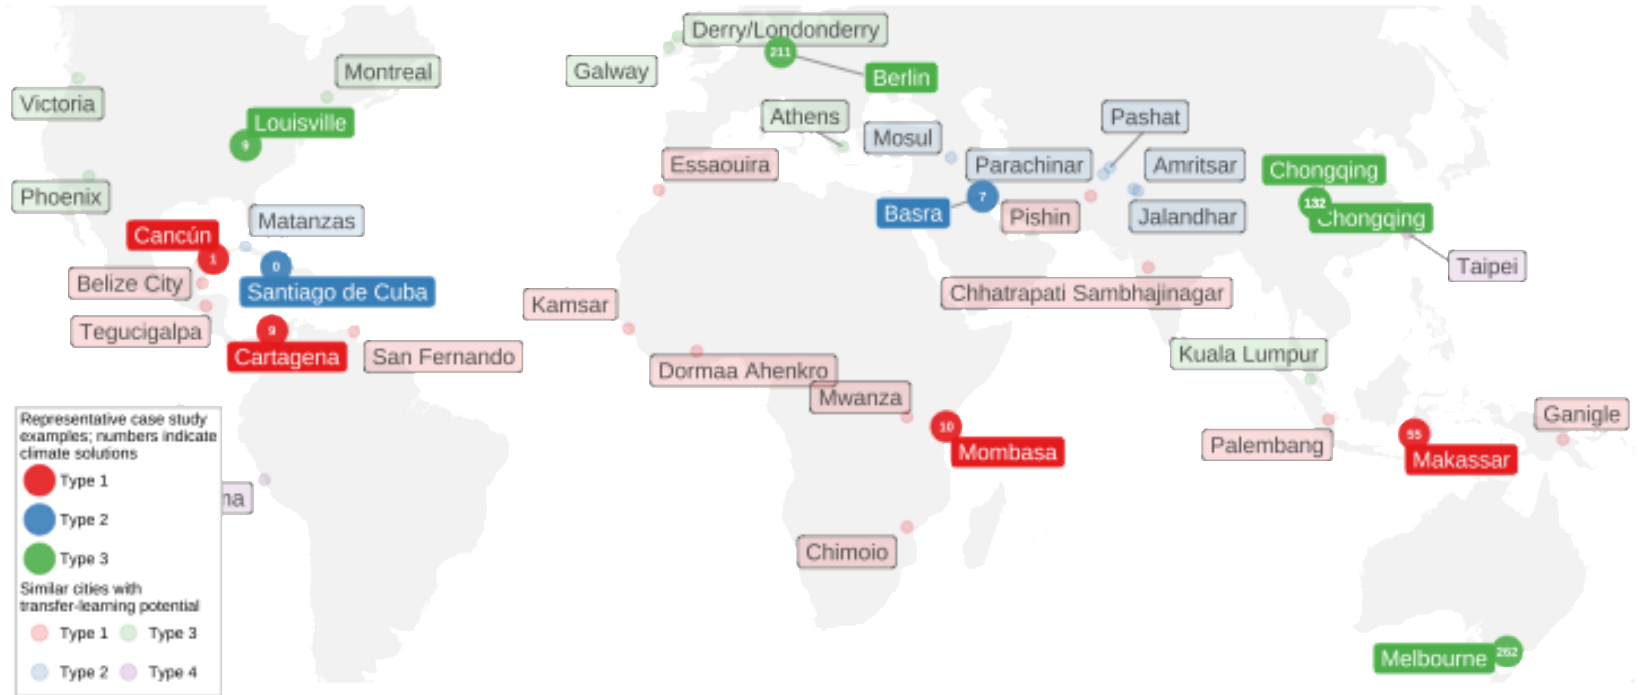 Derry/Londonderry
211
Galway
Berlin
Montreal
Victoria
Louisville
9
Athens
Mosul
Pashat
Essaouira
Parachinar
Amritsar
Chongqing
Phoenix
7
132
Matanzas
Basra
Pishin
Jalandhar
Chongqing
Cancún
1
0
Taipei
Belize City
Santiago de Cuba
Kamsar
Chhatrapati Sambhajinagar
Tegucigalpa
9
Cartagena
San Fernando
Dormaa Ahenkro
Kuala Lumpur
Mwanza
10
Mombasa
Ganigle
55
Palembang
Makassar
na
Chimoio
Melbourne
262
Representative case study
examples; numbers indicate
climate solutions
Type 1
Type 2
Type 3
Similar cities with
transfer-learning potential
Type 1 Type 3
Type 2 Type 4